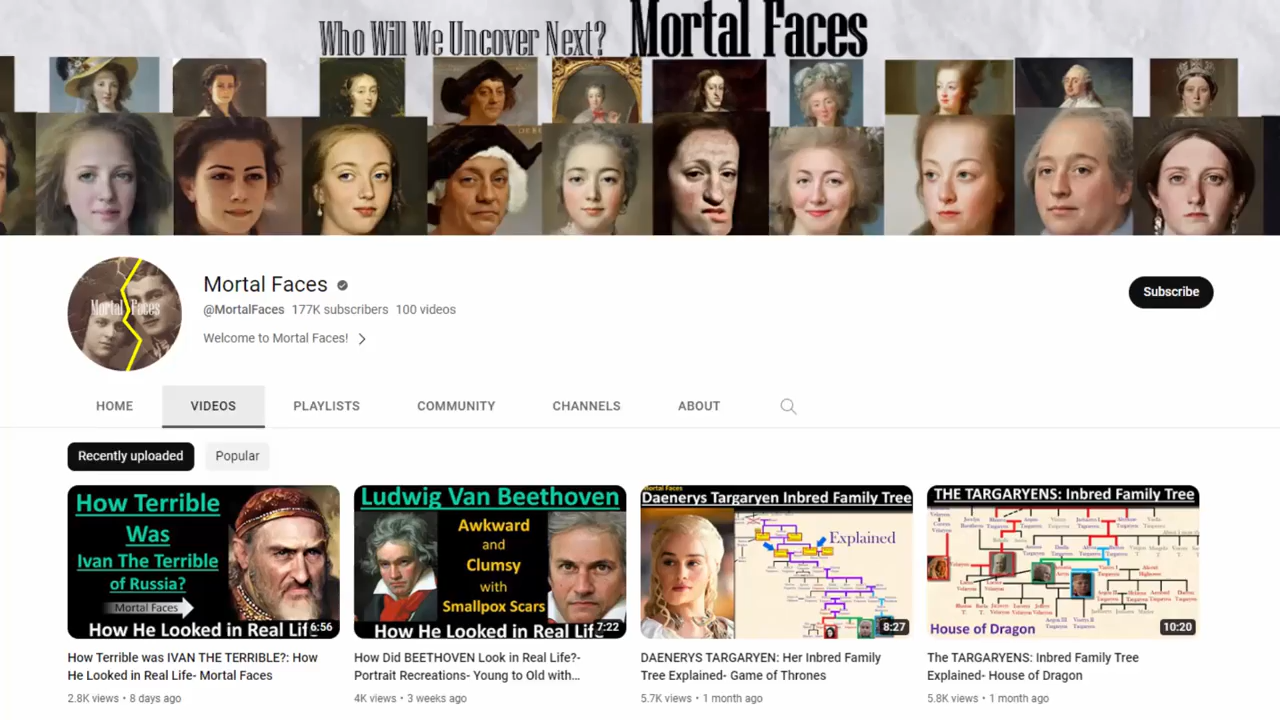 Who Will We Uncover Next? Mortal Faces
Mortal Faces
Mortal Faces
@MortalFaces 177K subscribers 100 videos
Welcome to Mortal Faces!
Subscribe
HOME VIDEOS PLAYLISTS COMMUNITY CHANNELS ABOUT
Recently uploaded Popular
How Terrible
Was
Ivan The Terrible
of Russia?
Mortal Faces
How He Looked in Real Life
6:56
Ludwig Van Beethoven
Awkward
and
Clumsy
with
Smallpox Scars
How He Looked in Real Life
7:22
Mortal Faces
Daenerys Targaryen Inbred Family Tree
Explained
8:27
THE TARGARYENS: Inbred Family Tree
House of Dragon
10:20
How Terrible was IVAN THE TERRIBLE?: How
He Looked in Real Life- Mortal Faces
2.8K views • 8 days ago
How Did BEETHOVEN Look in Real Life?-
Portrait Recreations- Young to Old with...
4K views • 3 weeks ago
DAENERYS TARGARYEN: Her Inbred Family
Tree Explained- Game of Thrones
5.7K views • 1 month ago
The TARGARYENS: Inbred Family Tree
Explained- House of Dragon
5.8K views • 1 month ago